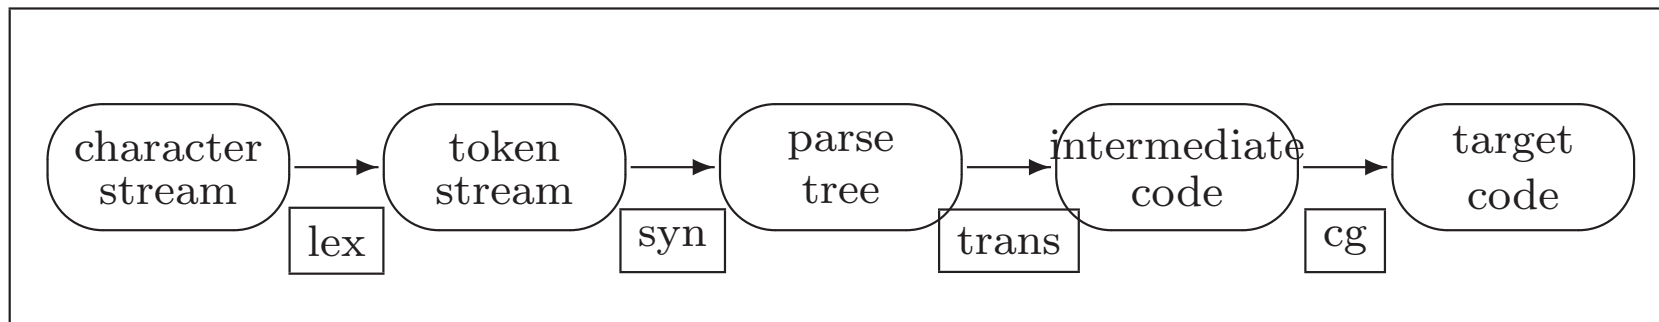 character
stream
token
stream
parse
tree
intermediate
code
target
code
lex
syn
trans
cg